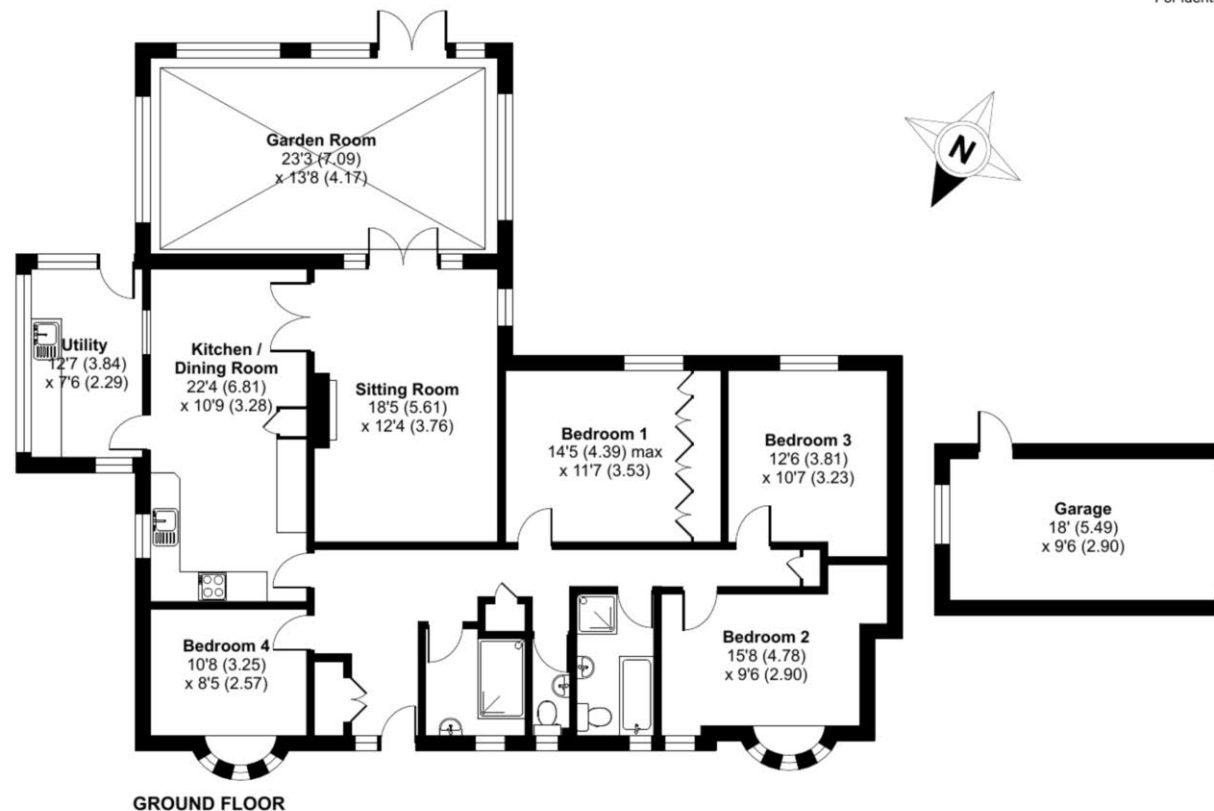 Garden Room
23'3 (7.09)
x 13'8 (4.17)
N
Utility
12'7 (3.84)
x 7'6 (2.29)
Kitchen /
Dining Room
22'4 (6.81)
x 10'9 (3.28)
Sitting Room
18'5 (5.61)
x 12'4 (3.76)
Bedroom 1
14'5 (4.39) max
x 11'7 (3.53)
Bedroom 3
12'6 (3.81)
x 10'7 (3.23)
Garage
18' (5.49)
x 9'6 (2.90)
Bedroom 4
10'8 (3.25)
x 8'5 (2.57)
Bedroom 2
15'8 (4.78)
x 9'6 (2.90)
GROUND FLOOR